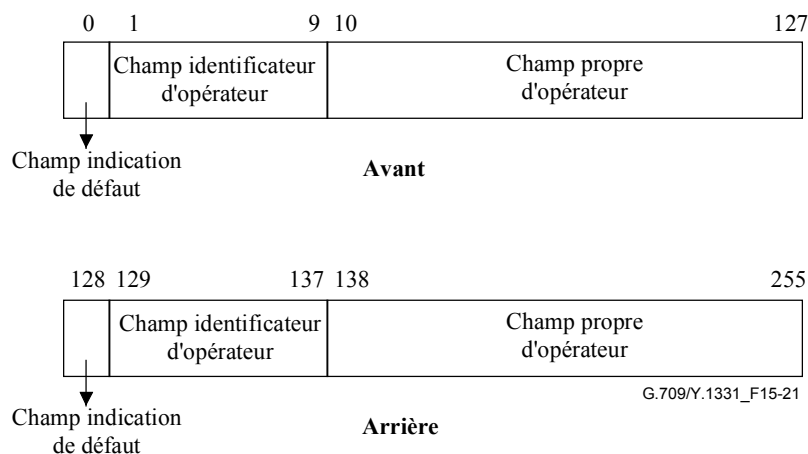 0 1 9 10 127
Champ identificateur
d'opérateur
Champ propre
d'opérateur
Champ indication
de défaut
Avant
128 129 137 138 255
Champ identificateur
d'opérateur
Champ propre
d'opérateur
G.709/Y.1331_F15-21
Champ indication
de défaut
Arrière